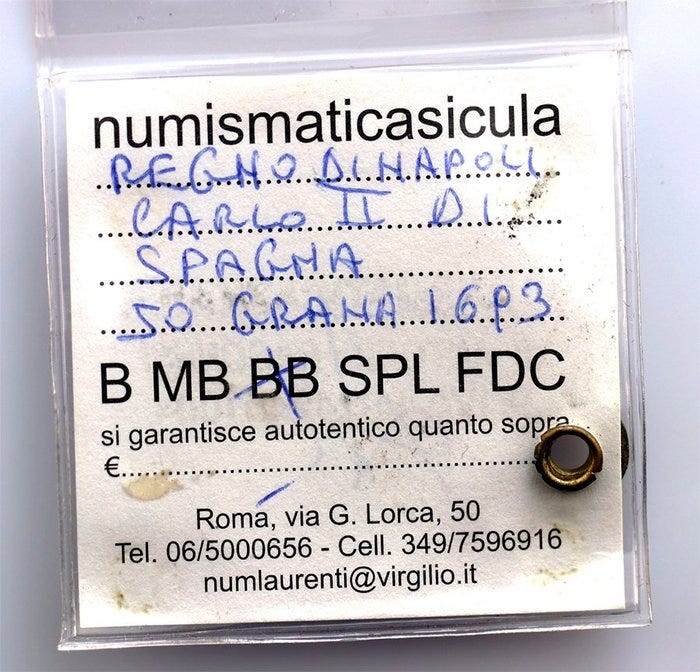 numismaticasicula
REGNO DI NAPOLI
CARLO II DI
SPAGNA
50 GRANA 1693
B MB BB SPL FDC
si garantisce autotentico quanto sopra
€
Roma, via G. Lorca, 50
Tel. 06/5000656 - Cell. 349/7596916
numlaurenti@virgilio.it